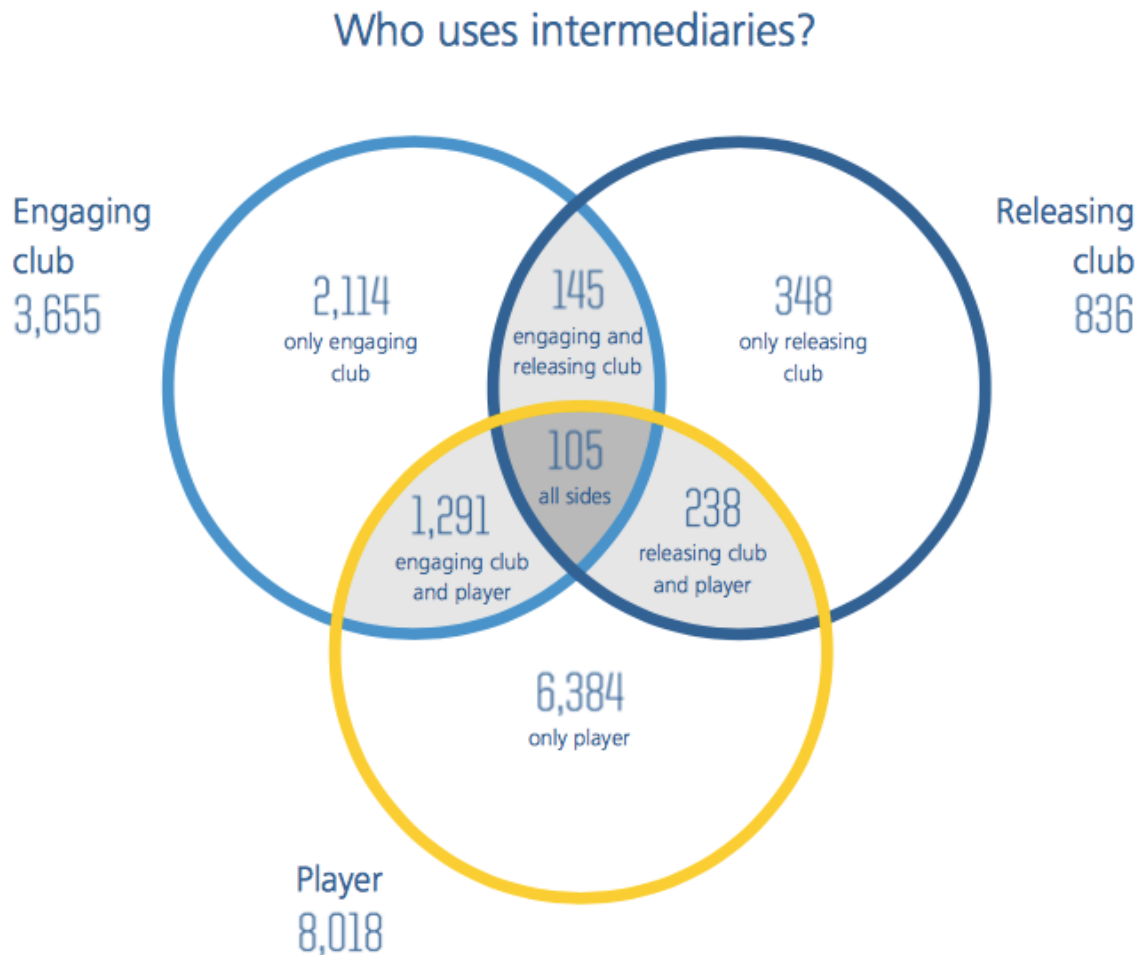 Who uses intermediaries?
Engaging
club
3,655
Releasing
club
836
2,114
only engaging
club
145
engaging and
releasing club
348
only releasing
club
105
all sides
1,291
engaging club
and player
238
releasing club
and player
6,384
only player
Player
8,018